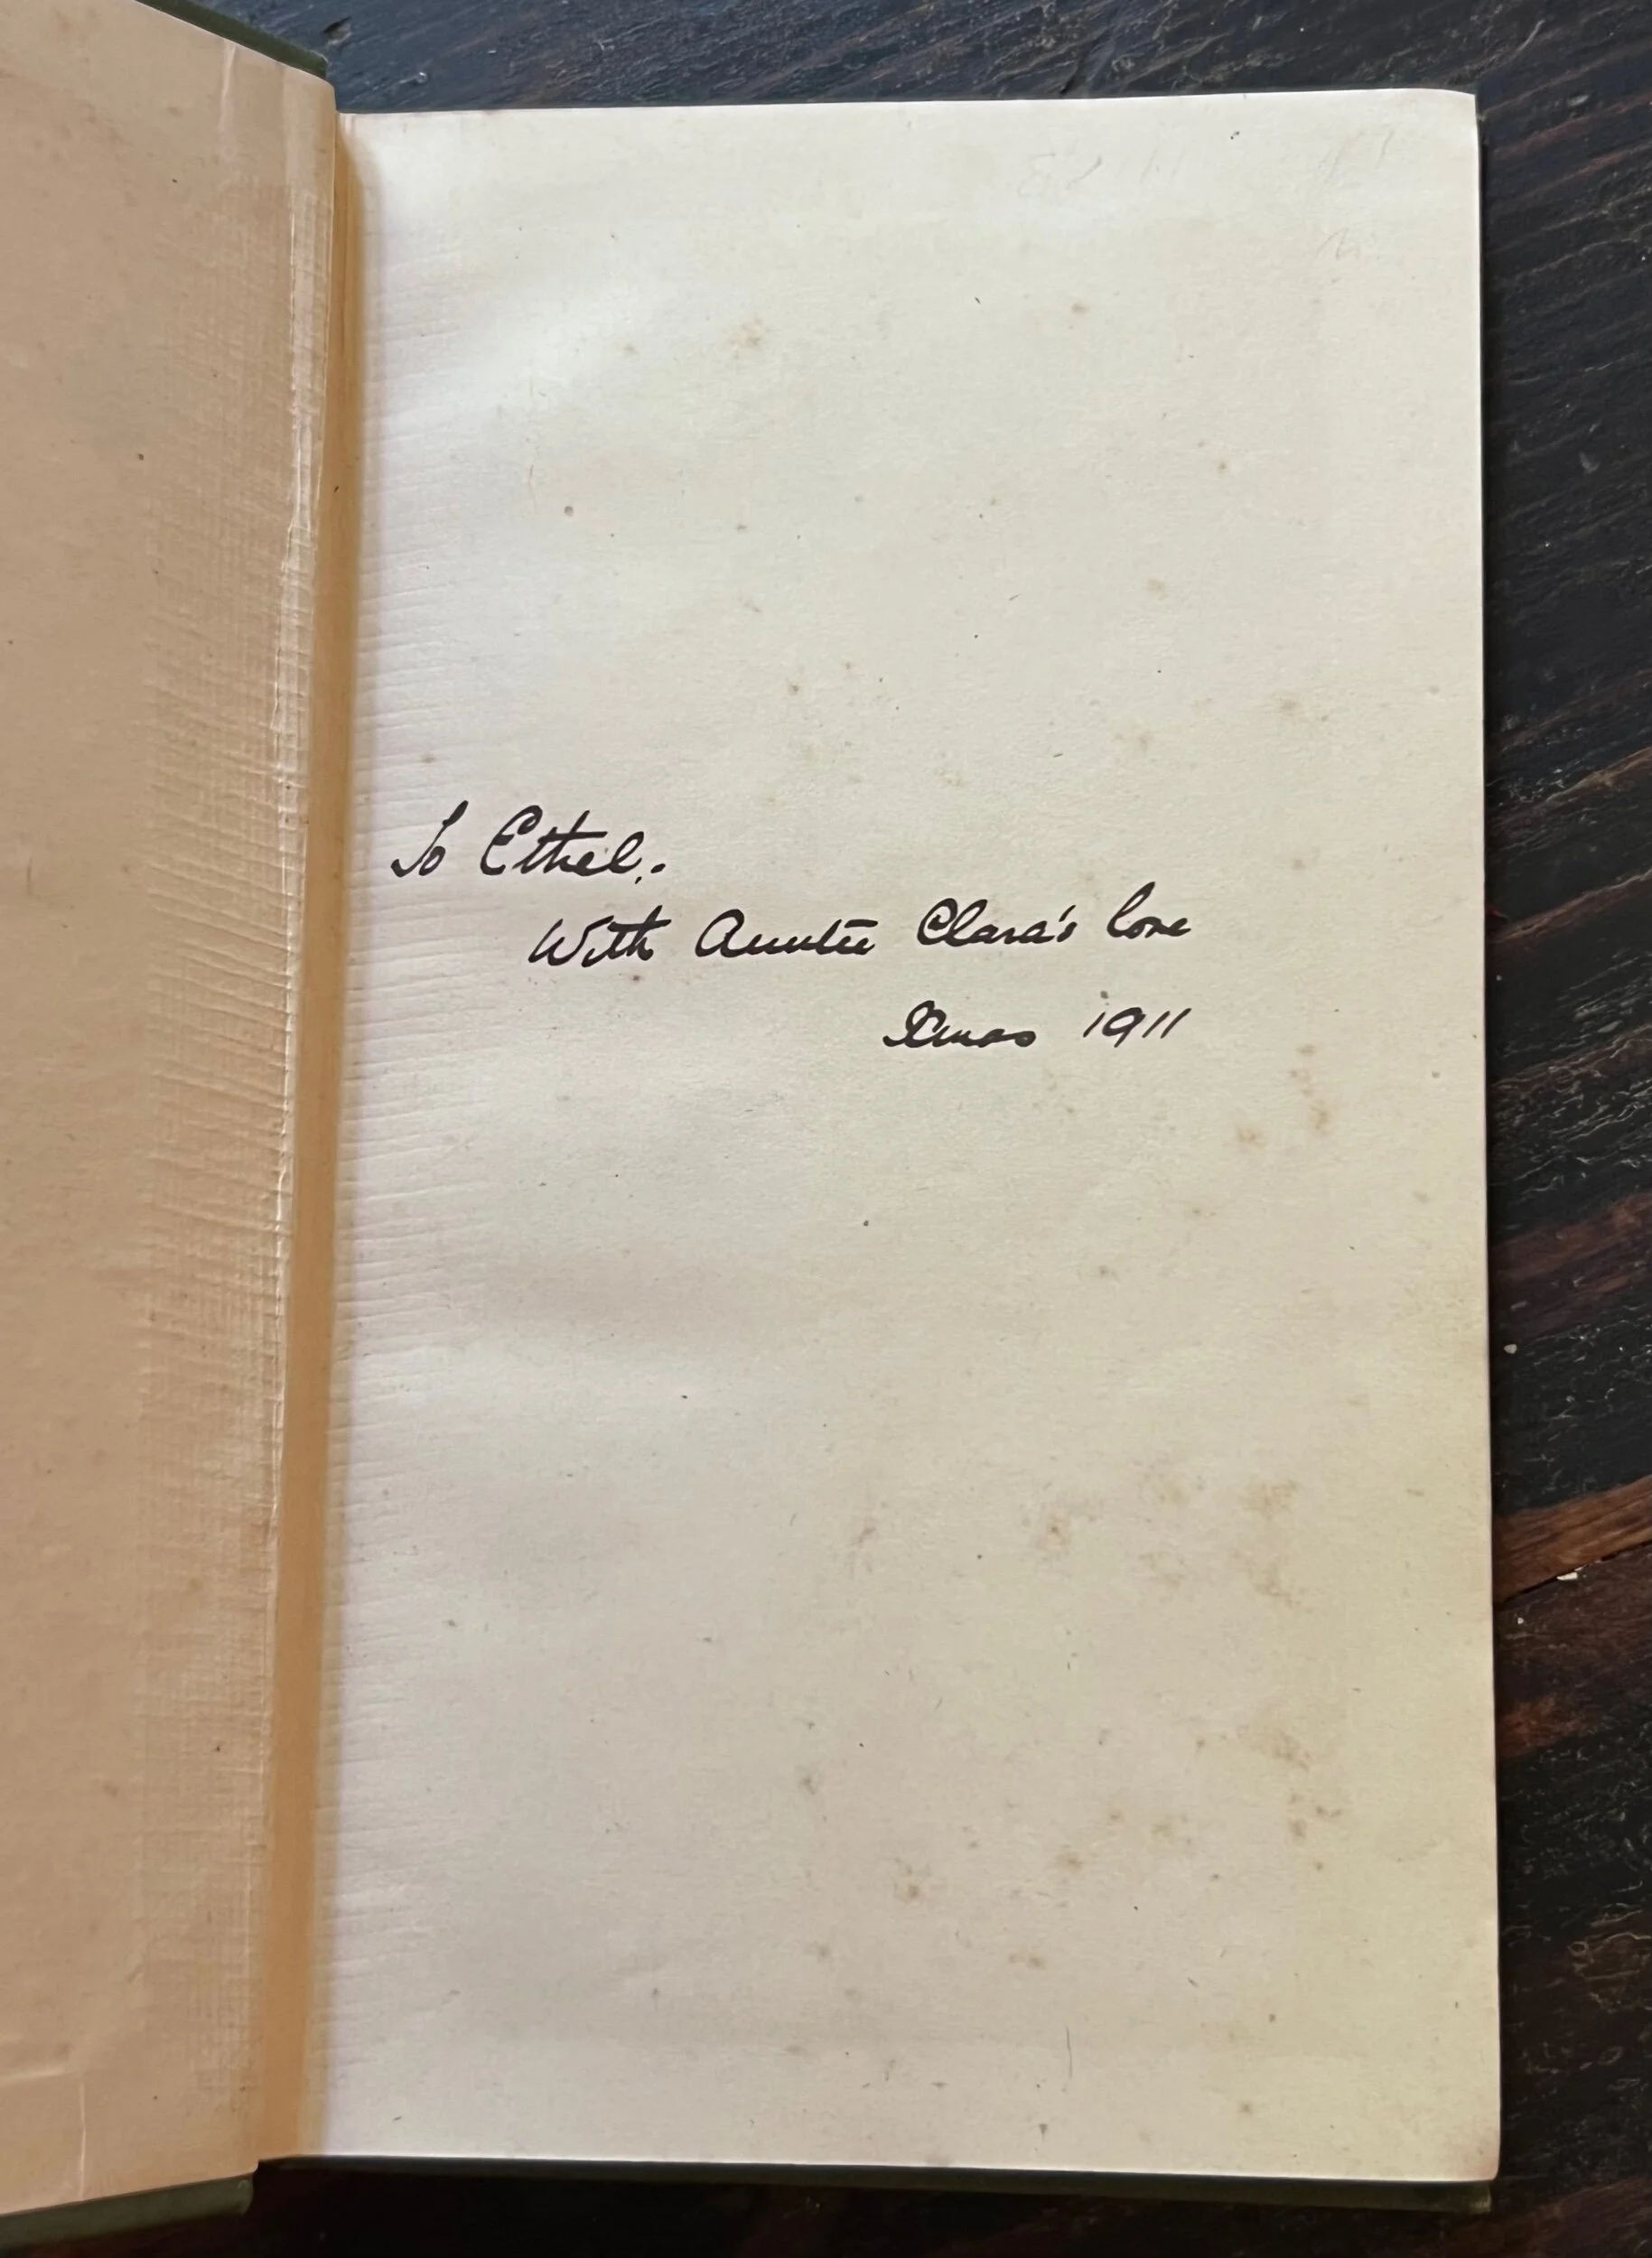 To Ethel.
With Auntie Clara's love
Xmas 1911